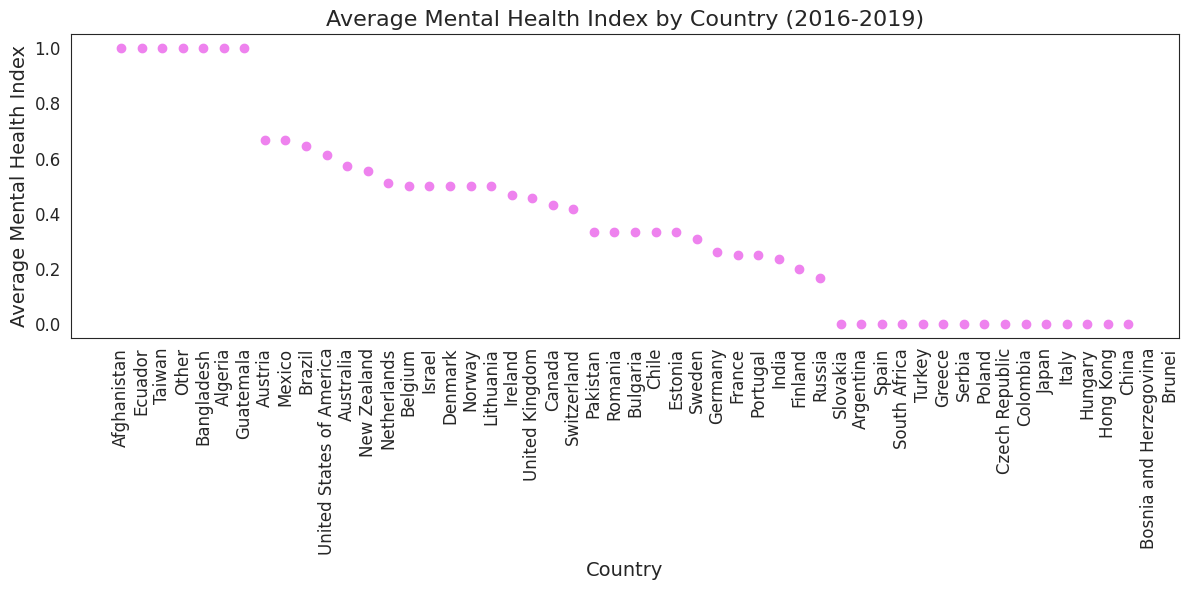 Average Mental Health Index by Country (2016-2019)
Average Mental Health Index
1.0
0.8
0.6
0.4
0.2
0.0
Afghanistan
Ecuador
Taiwan
Other
Bangladesh
Algeria
Guatemala
Austria
Mexico
Brazil
United States of America
Australia
New Zealand
Netherlands
Belgium
Israel
Denmark
Norway
Lithuania
Ireland
United Kingdom
Canada
Switzerland
Pakistan
Romania
Bulgaria
Chile
Estonia
Sweden
Germany
France
Portugal
India
Finland
Russia
Slovakia
Argentina
Spain
South Africa
Turkey
Greece
Serbia
Poland
Czech Republic
Colombia
Japan
Italy
Hungary
Hong Kong
China
Bosnia and Herzegovina
Brunei
Country